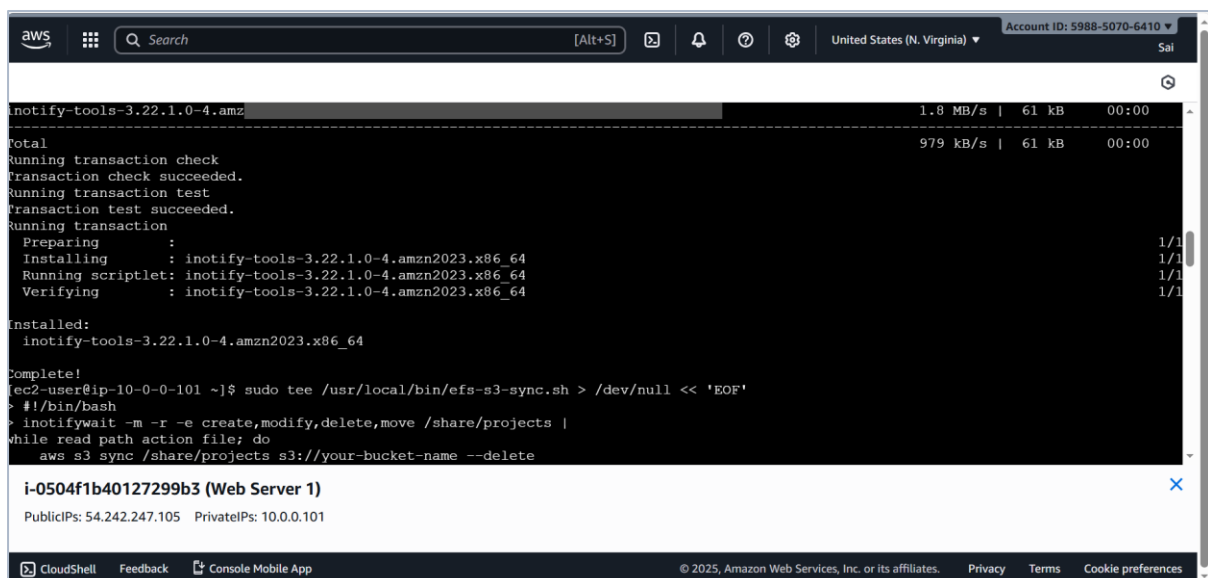 Account ID: 5988-5070-6410
aws Search [Alt+S] United States (N. Virginia) Sai
inotify-tools-3.22.1.0-4.amz 1.8 MB/s | 61 kB 00:00
--------------------------------------------------------------------------------
Total 979 kB/s | 61 kB 00:00
Running transaction check
Transaction check succeeded.
Running transaction test
Transaction test succeeded.
Running transaction
Preparing : 1/1
Installing : inotify-tools-3.22.1.0-4.amzn2023.x86_64 1/1
Running scriptlet: inotify-tools-3.22.1.0-4.amzn2023.x86_64 1/1
Verifying : inotify-tools-3.22.1.0-4.amzn2023.x86_64 1/1
Installed:
inotify-tools-3.22.1.0-4.amzn2023.x86_64
Complete!
[ec2-user@ip-10-0-0-101 ~]$ sudo tee /usr/local/bin/efs-s3-sync.sh > /dev/null << 'EOF'
> #!/bin/bash
> inotifywait -m -r -e create,modify,delete,move /share/projects |
while read path action file; do
aws s3 sync /share/projects s3://your-bucket-name --delete
i-0504f1b40127299b3 (Web Server 1)
PublicIPs: 54.242.247.105 PrivateIPs: 10.0.0.101
CloudShell Feedback Console Mobile App © 2025, Amazon Web Services, Inc. or its affiliates. Privacy Terms Cookie preferences